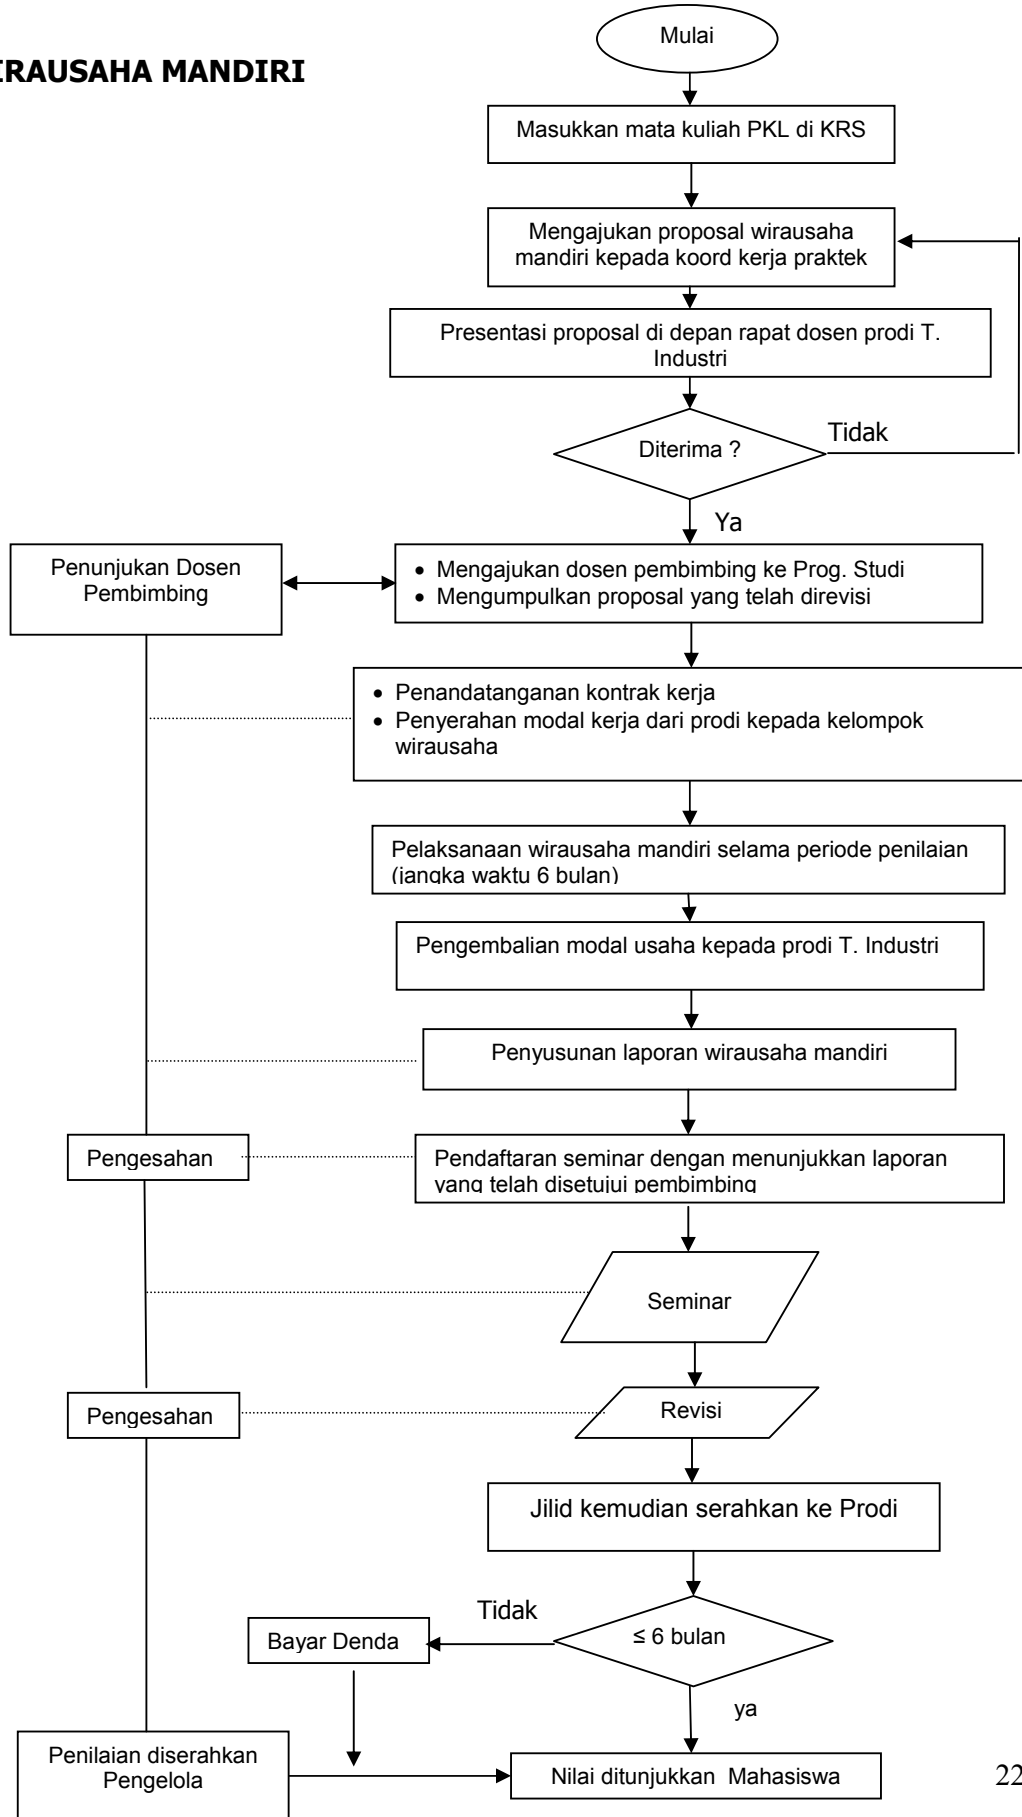 Mulai
IRAUSAHA MANDIRI
Masukkan mata kuliah PKL di KRS
Mengajukan proposal wirausaha
mandiri kepada koord kerja praktek
Presentasi proposal di depan rapat dosen prodi T.
Industri
Diterima ?
Tidak
Ya
Penunjukan Dosen
Pembimbing
• Mengajukan dosen pembimbing ke Prog. Studi
• Mengumpulkan proposal yang telah direvisi
• Penandatanganan kontrak kerja
• Penyerahan modal kerja dari prodi kepada kelompok
wirausaha
Pelaksanaan wirausaha mandiri selama periode penilaian
(jangka waktu 6 bulan)
Pengembalian modal usaha kepada prodi T. Industri
Penyusunan laporan wirausaha mandiri
Pengesahan
Pendaftaran seminar dengan menunjukkan laporan
yang telah disetujui pembimbing
Seminar
Pengesahan
Revisi
Jilid kemudian serahkan ke Prodi
Tidak
Bayar Denda
≤ 6 bulan
ya
Penilaian diserahkan
Pengelola
Nilai ditunjukkan Mahasiswa
22